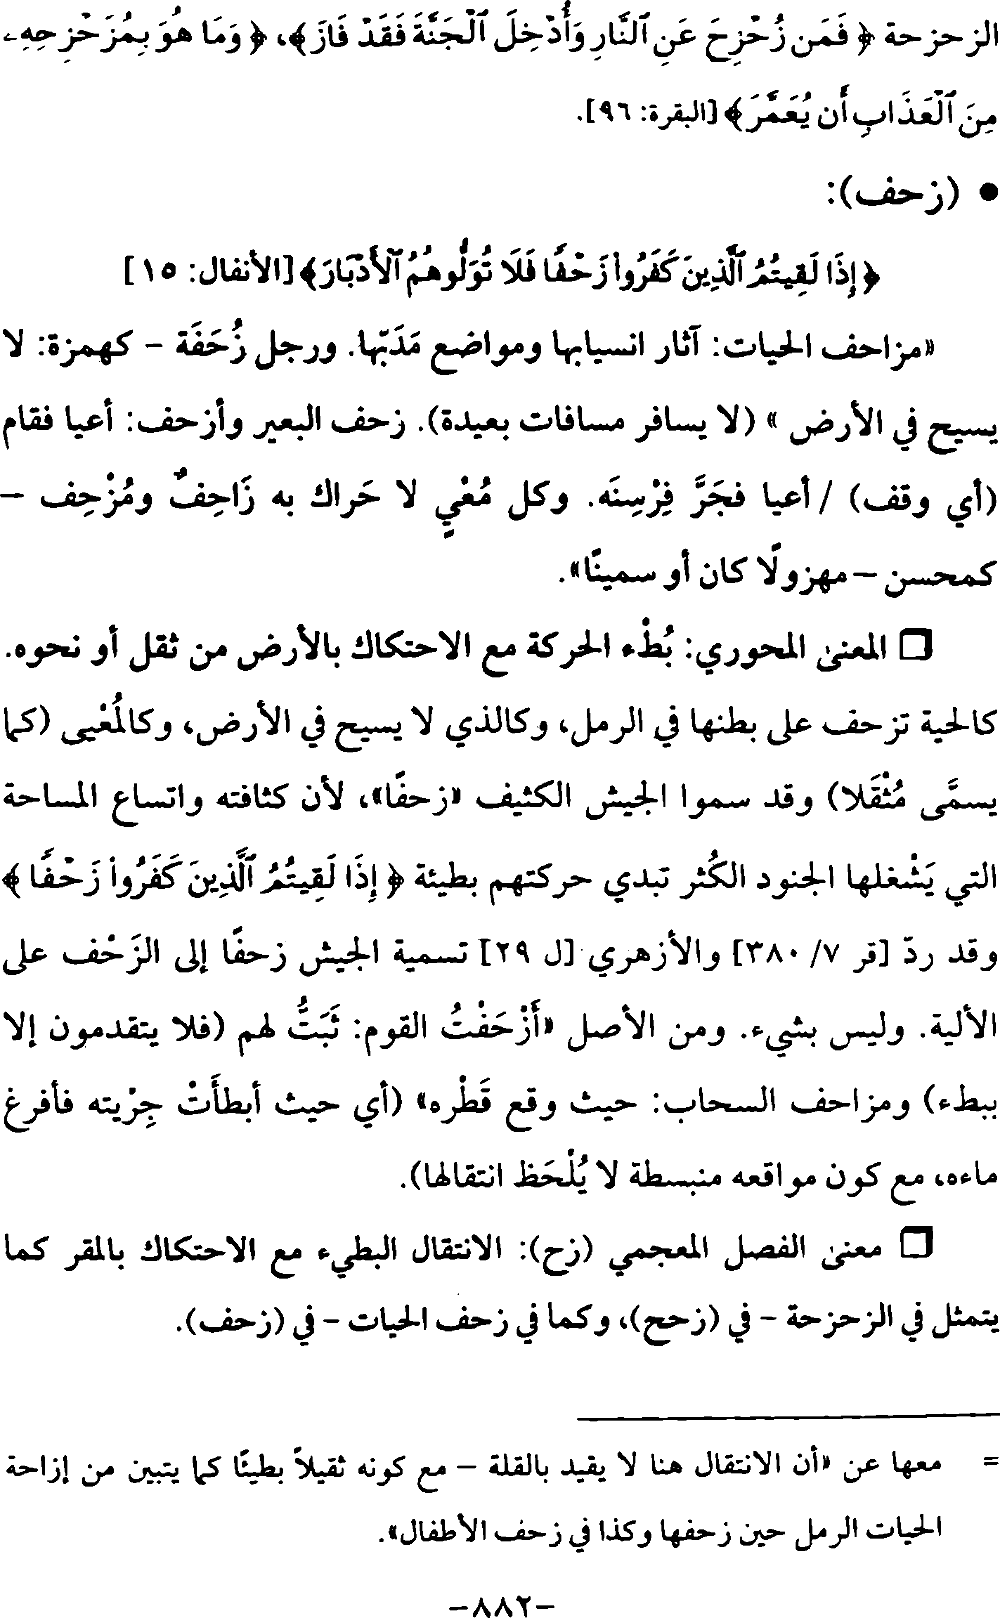 الزحزحة ﴿ فَمَن زُحْزِحَ عَنِ ٱلنَّارِ وَأُدْخِلَ ٱلْجَنَّةَ فَقَدْ فَازَ ﴾، ﴿ وَمَا هُوَ بِمُزَحْزِحِهِۦ
مِنَ ٱلْعَذَابِ أَن يُعَمَّرَ ﴾ [البقرة: ٩٦].
• (زحف):
﴿ إِذَا لَقِيتُمُ ٱلَّذِينَ كَفَرُوا۟ زَحْفًا فَلَا تُوَلُّوهُمُ ٱلْأَدْبَارَ ﴾ [الأنفال: ١٥]
«مزاحف الحيات: آثار انسيابها ومواضع مَدَبّها. ورجل زُحَفَة – كهمزة: لا
يسيح في الأرض » (لا يسافر مسافات بعيدة). زحف البعير وأزحف: أعيا فقام
(أي وقف) / أعيا فجَرَّ فِرْسِنَه. وكل مُعْيٍ لا حَراك به زَاحِفٌ ومُزْحِف –
كمحسن – مهزولًا كان أو سمينًا».
❒ المعنى المحوري: بُطْء الحركة مع الاحتكاك بالأرض من ثقل أو نحوه.
كالحية تزحف على بطنها في الرمل، وكالذي لا يسيح في الأرض، وكالمُعْيى (كما
يسمَّى مُثْقَلا) وقد سموا الجيش الكثيف «زحفًا»، لأن كثافته واتساع المساحة
التي يَشْغلها الجنود الكُثر تبدي حركتهم بطيئة ﴿ إِذَا لَقِيتُمُ ٱلَّذِينَ كَفَرُوا۟ زَحْفًا ﴾
وقد ردّ [قر ٧/ ٣٨٠] والأزهري [ل ٢٩] تسمية الجيش زحفًا إلى الزَحْف على
الألية. وليس بشيء. ومن الأصل «أَزْحَفْتُ القوم: ثَبَتُّ لهم (فلا يتقدمون إلا
ببطء) ومزاحف السحاب: حيث وقع قَطْره» (أي حيث أبطأَتْ جِرْيته فأفرغ
ماءه، مع كون مواقعه منبسطة لا يُلْحَظ انتقالها).
❒ معنى الفصل المعجمي (زح): الانتقال البطيء مع الاحتكاك بالمقر كما
يتمثل في الزحزحة – في (زحح)، وكما في زحف الحيات – في (زحف).
= معها عن «أن الانتقال هنا لا يقيد بالقلة – مع كونه ثقيلاً بطيئًا كما يتبين من إزاحة
الحيات الرمل حين زحفها وكذا في زحف الأطفال».
-٨٨٢-